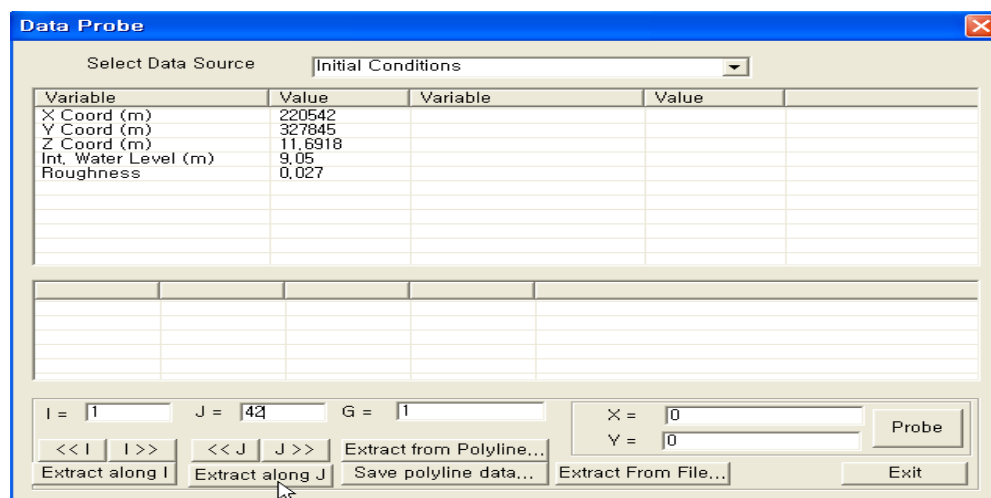 Data Probe
Select Data Source Initial Conditions
Variable Value Variable Value
X Coord (m) 220542
Y Coord (m) 327845
Z Coord (m) 11,6918
Int, Water Level (m) 9,05
Roughness 0,027
I = 1 J = 42 G = 1 X = 0
Y = 0 Probe
<< I I >> << J J >> Extract from Polyline,,,
Extract along I Extract along J Save polyline data,,, Extract From File,,, Exit